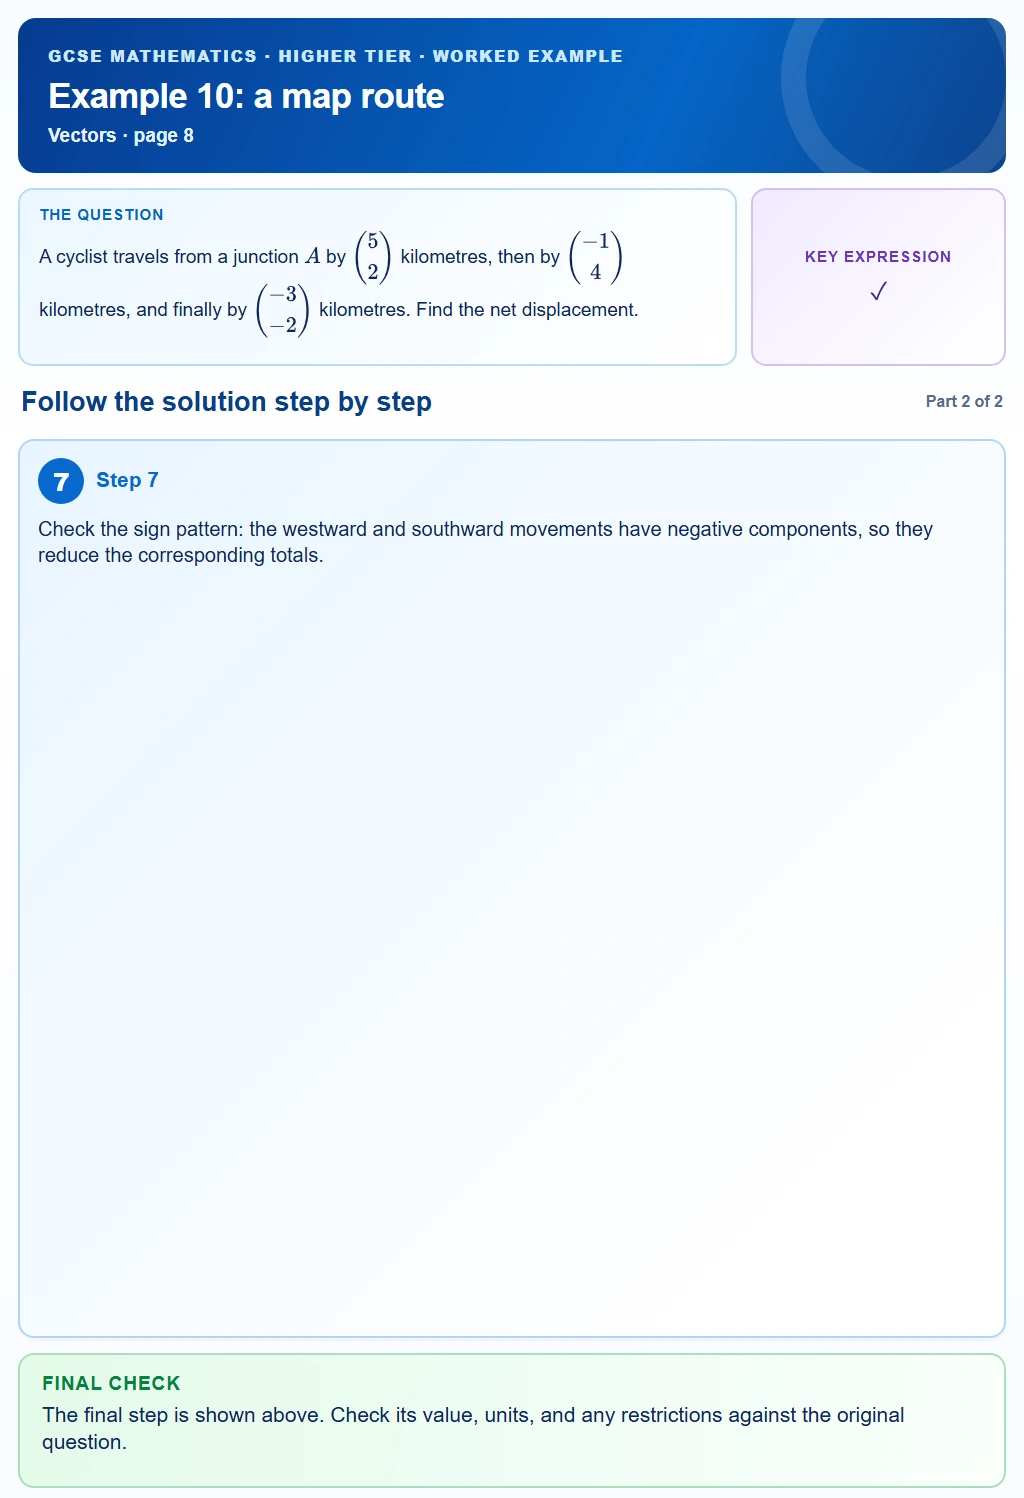 GCSE MATHEMATICS · HIGHER TIER · WORKED EXAMPLE
Example 10: a map route
Vectors · page 8
THE QUESTION
A cyclist travels from a junction A by (5 2) kilometres, then by (−1 4)
kilometres, and finally by (−3 −2) kilometres. Find the net displacement.
KEY EXPRESSION
✓
Follow the solution step by step
Part 2 of 2
7 Step 7
Check the sign pattern: the westward and southward movements have negative components, so they
reduce the corresponding totals.
FINAL CHECK
The final step is shown above. Check its value, units, and any restrictions against the original
question.